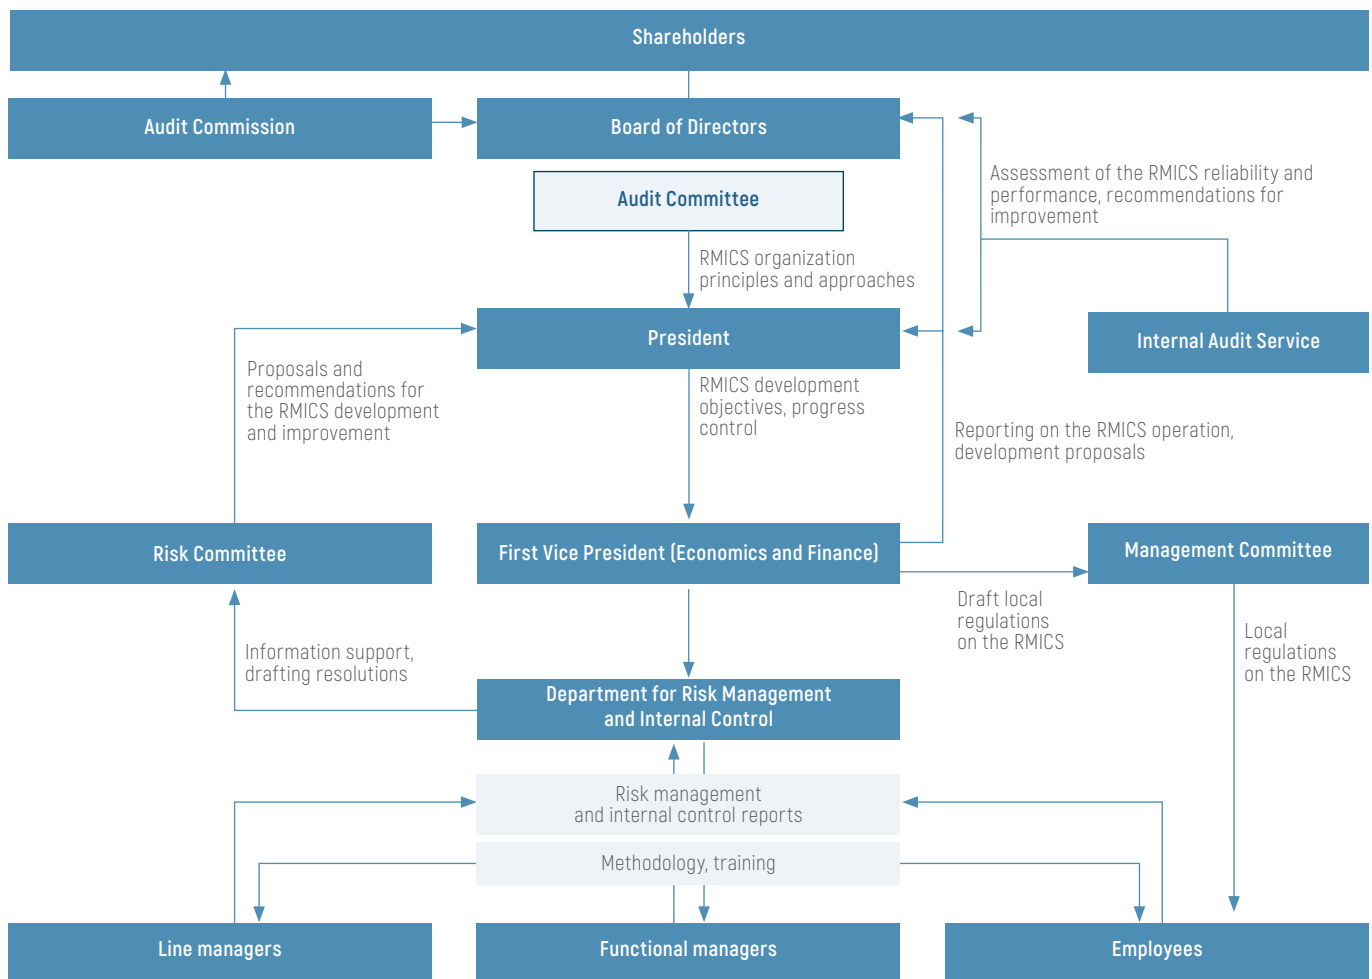 Shareholders
Audit Commission
Board of Directors
Audit Committee
Assessment of the RMICS reliability and
performance, recommendations for
improvement
RMICS organization
principles and approaches
President
Internal Audit Service
Proposals and
recommendations for
the RMICS development
and improvement
RMICS development
objectives, progress
control
Reporting on the RMICS operation,
development proposals
Risk Committee
First Vice President (Economics and Finance)
Management Committee
Draft local
regulations
on the RMICS
Local
regulations
on the RMICS
Information support,
drafting resolutions
Department for Risk Management
and Internal Control
Risk management
and internal control reports
Methodology, training
Line managers
Functional managers
Employees